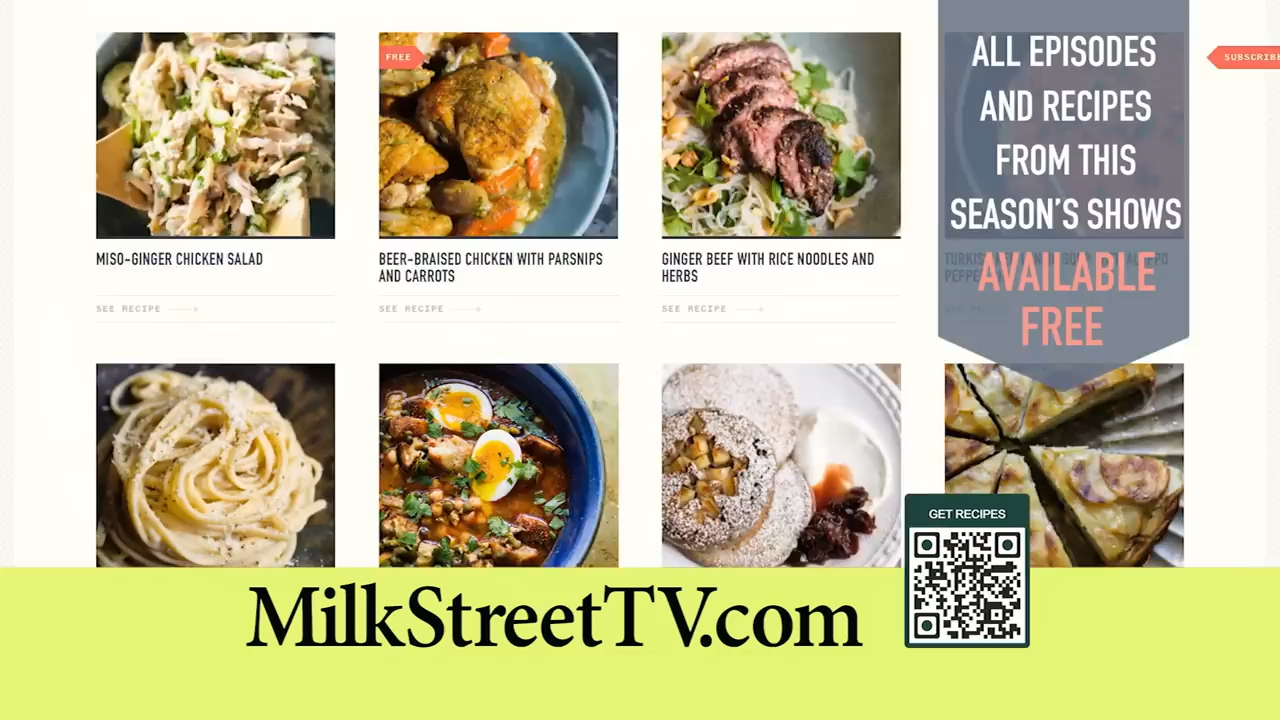 FREE
SUBSCRIBE
MISO-GINGER CHICKEN SALAD
SEE RECIPE
BEER-BRAISED CHICKEN WITH PARSNIPS
AND CARROTS
SEE RECIPE
GINGER BEEF WITH RICE NOODLES AND
HERBS
SEE RECIPE
ALL EPISODES
AND RECIPES
FROM THIS
SEASON'S SHOWS
AVAILABLE
FREE
GET RECIPES
MilkStreetTV.com